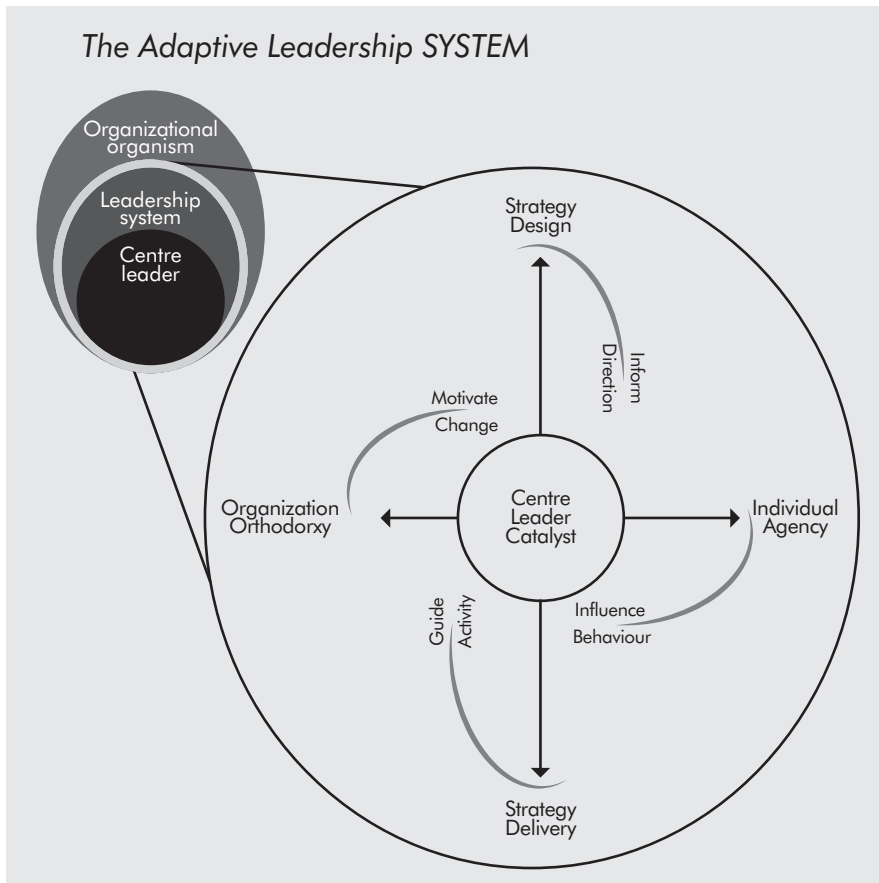 The Adaptive Leadership SYSTEM
Organizational
organism
Leadership
system
Centre
leader
Strategy
Design
Inform
Direction
Motivate
Change
Organization
Orthodorxy
Centre
Leader
Catalyst
Individual
Agency
Guide
Activity
Influence
Behaviour
Strategy
Delivery